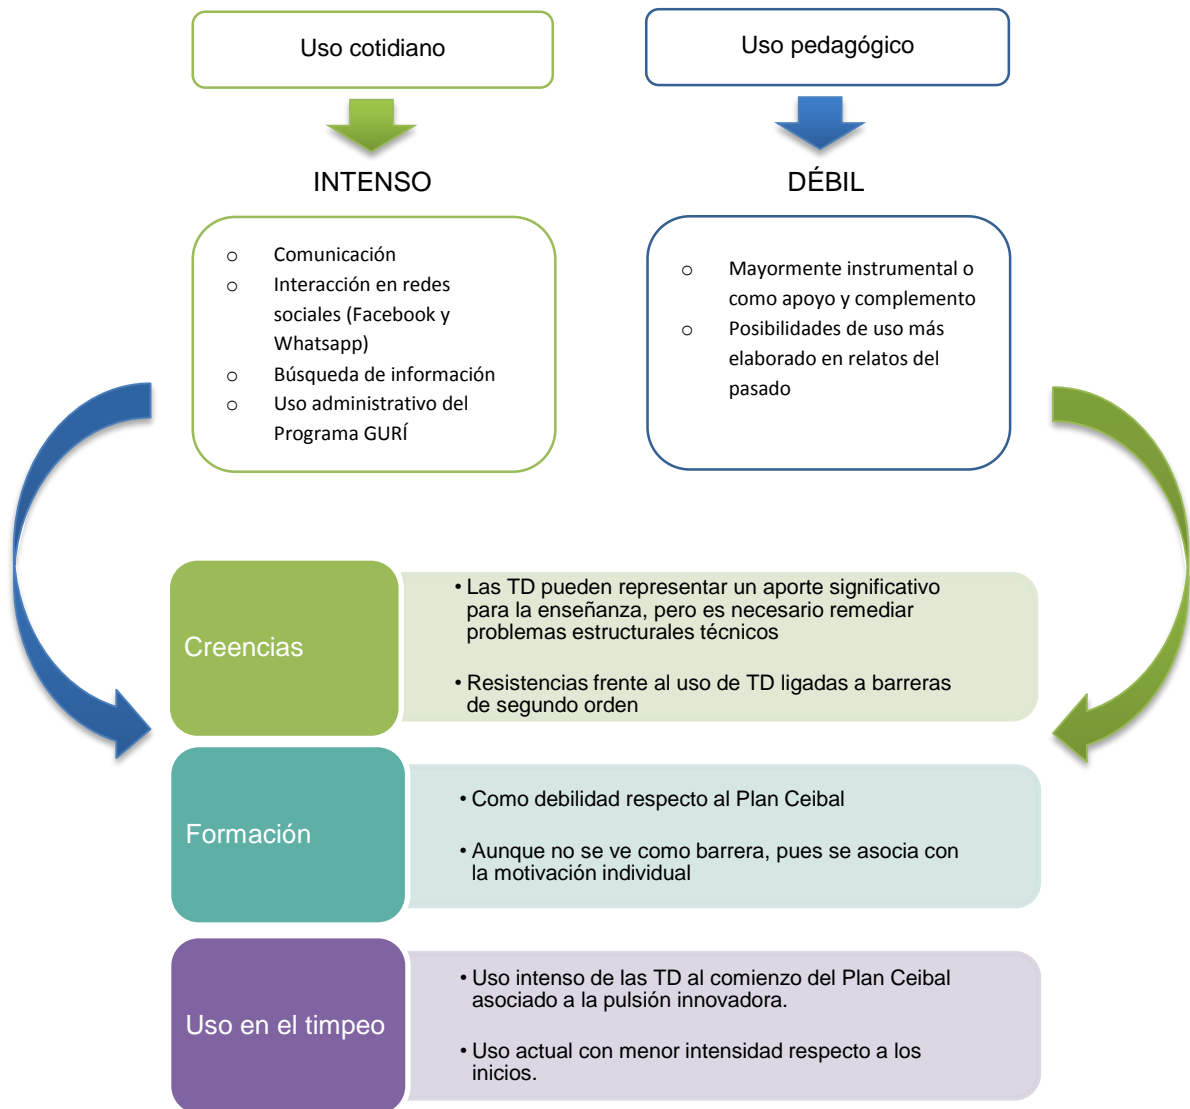 Uso cotidiano
Uso pedagógico
INTENSO
DÉBIL
o Comunicación
o Interacción en redes
sociales (Facebook y
Whatsapp)
o Búsqueda de información
o Uso administrativo del
Programa GURÍ
o Mayormente instrumental o
como apoyo y complemento
o Posibilidades de uso más
elaborado en relatos del
pasado
Creencias
• Las TD pueden representar un aporte significativo
para la enseñanza, pero es necesario remediar
problemas estructurales técnicos
• Resistencias frente al uso de TD ligadas a barreras
de segundo orden
Formación
• Como debilidad respecto al Plan Ceibal
• Aunque no se ve como barrera, pues se asocia con
la motivación individual
Uso en el timpeo
• Uso intenso de las TD al comienzo del Plan Ceibal
asociado a la pulsión innovadora.
• Uso actual con menor intensidad respecto a los
inicios.